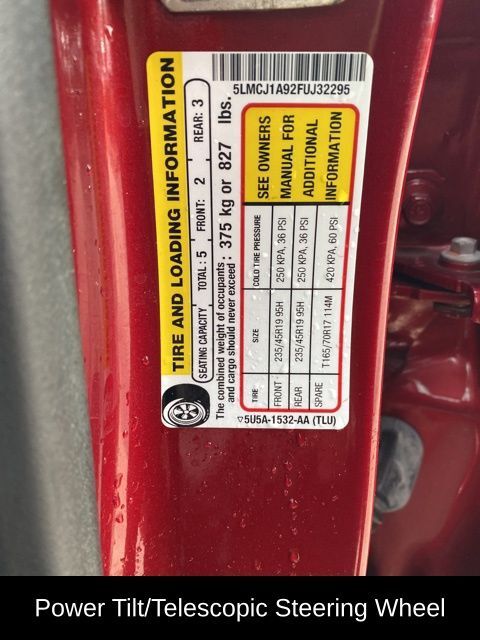 5LMCJ1A92FUJ32295
TIRE AND LOADING INFORMATION
SEATING CAPACITY TOTAL: 5 FRONT: 2 REAR: 3
The combined weight of occupants
and cargo should never exceed: 375 kg or 827 lbs.
TIRE SIZE COLD TIRE PRESSURE
FRONT 235/45R19 95H 250 KPA, 36 PSI
REAR 235/45R19 95H 250 KPA, 36 PSI
SPARE T165/70R17 114M 420 KPA, 60 PSI
SEE OWNERS
MANUAL FOR
ADDITIONAL
INFORMATION
▽5U5A-1532-AA (TLU)
Power Tilt/Telescopic Steering Wheel